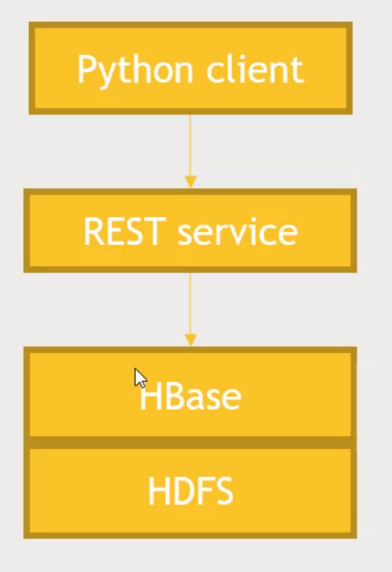 Python client
REST service
HBase
HDFS